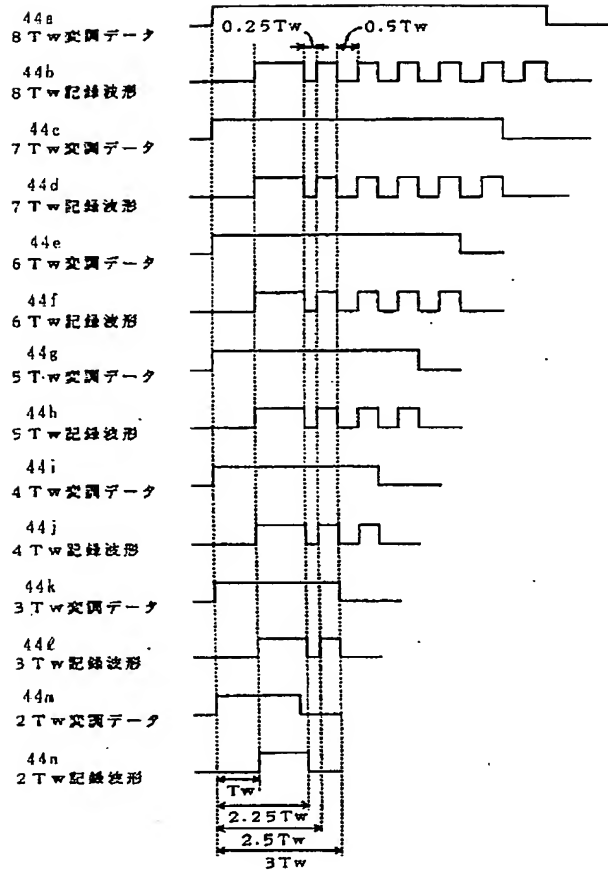 44a
8Tw変調データ
0.25Tw
0.5Tw
44b
8Tw記録波形
44c
7Tw変調データ
44d
7Tw記録波形
44e
6Tw変調データ
44f
6Tw記録波形
44g
5Tw変調データ
44h
5Tw記録波形
44i
4Tw変調データ
44j
4Tw記録波形
44k
3Tw変調データ
44ℓ
3Tw記録波形
44m
2Tw変調データ
44n
2Tw記録波形
Tw
2.25Tw
2.5Tw
3Tw